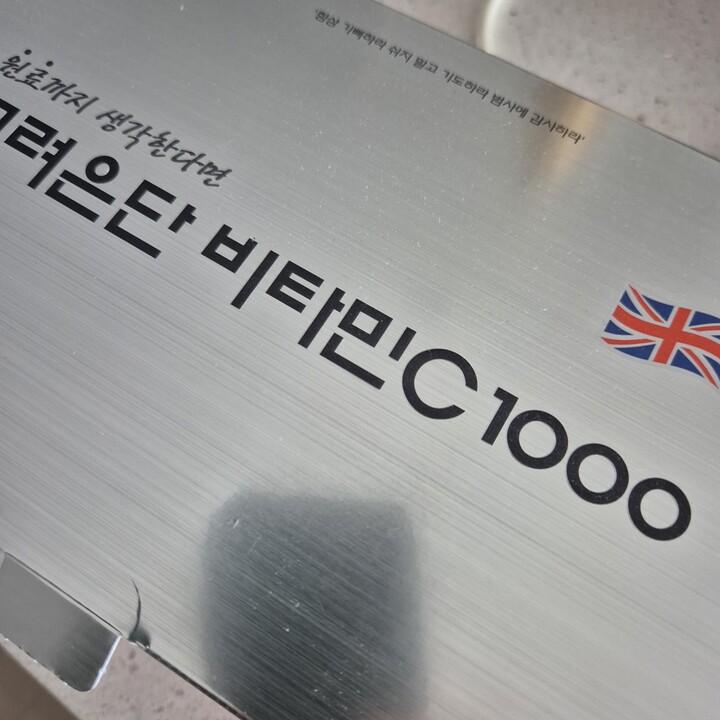 '항상 기뻐하라 쉬지 말고 기도하라 범사에 감사하라'
원료까지 생각한다면
고려은단 비타민C 1000